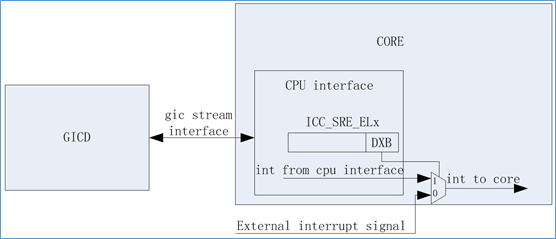 CORE
CPU interface
gic stream
interface
GICD
ICC_SRE_ELx
DXB
int from cpu interface
1
int to core
0
External interrupt signal